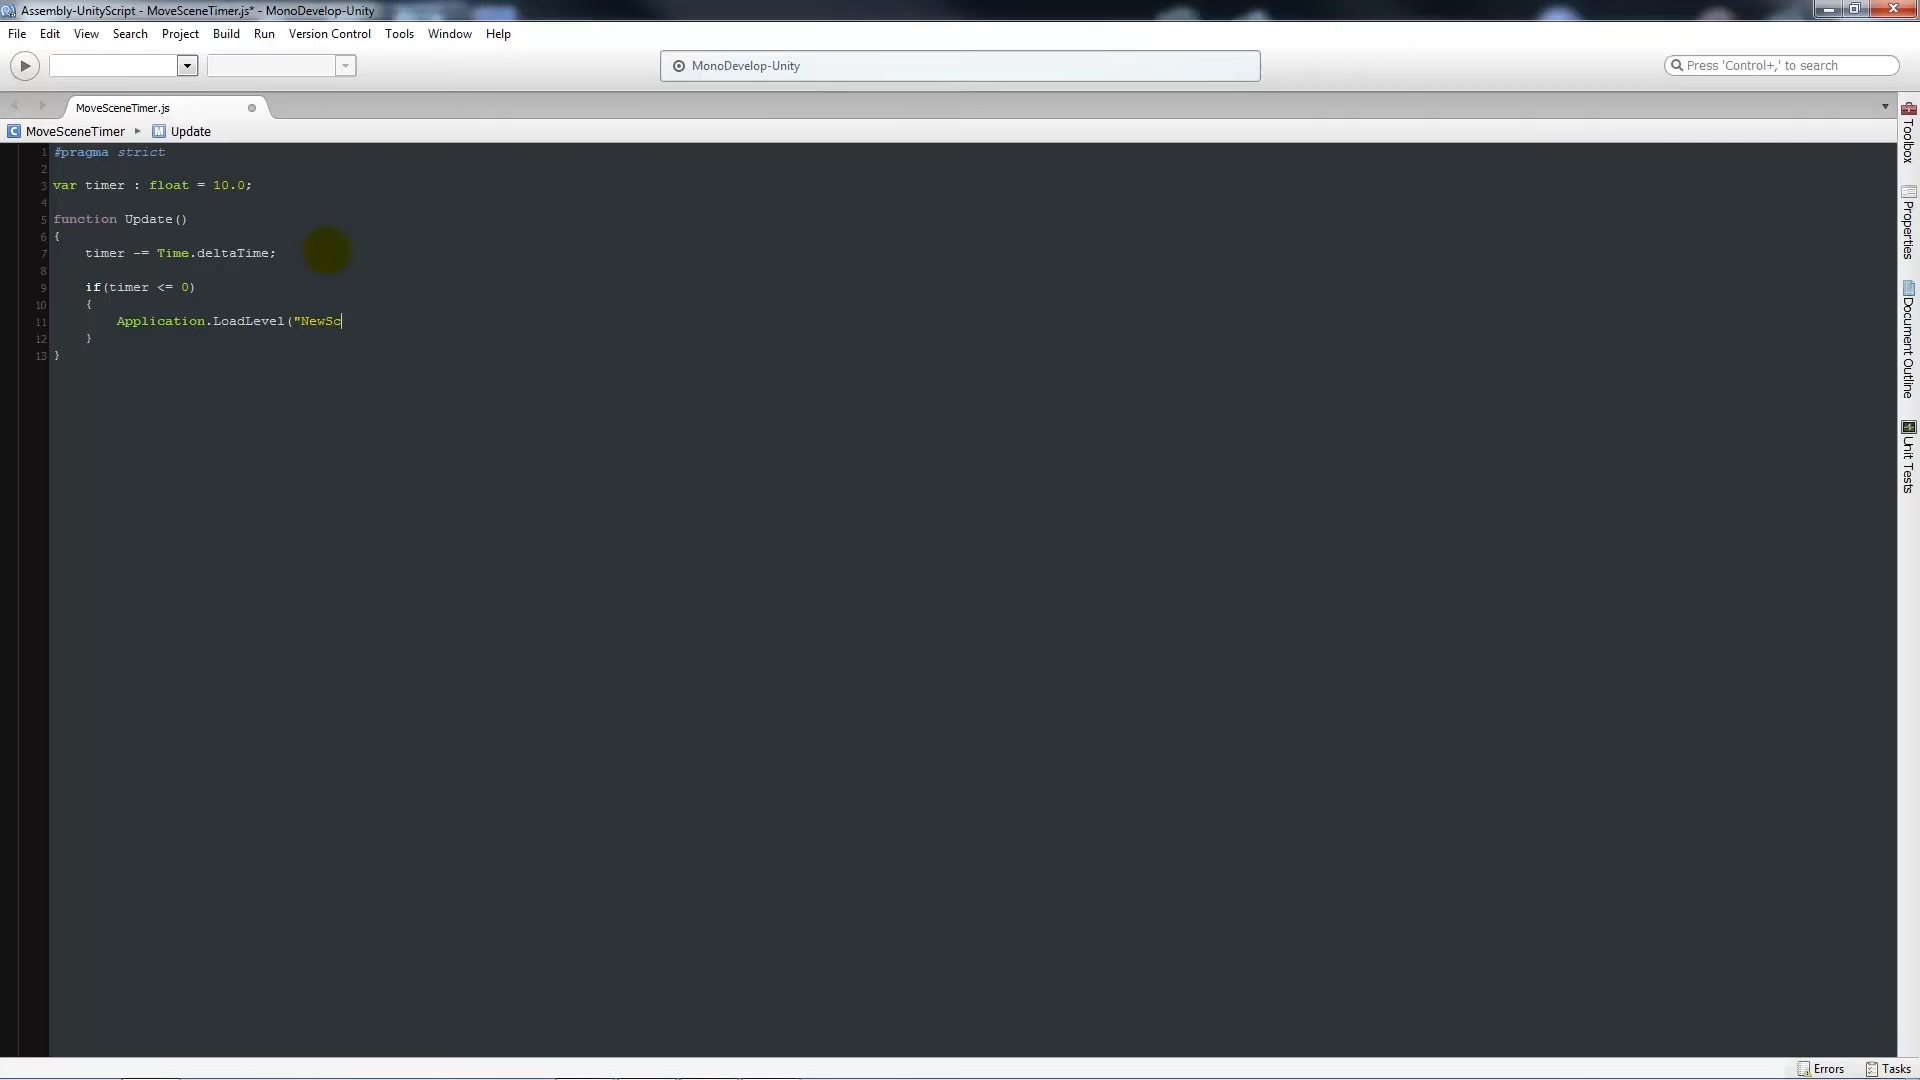 Assembly-UnityScript - MoveSceneTimer.js* - MonoDevelop-Unity
File Edit View Search Project Build Run Version Control Tools Window Help
MonoDevelop-Unity
Press 'Control+,' to search
MoveSceneTimer.js
C MoveSceneTimer M Update
1 #pragma strict
2
3 var timer : float = 10.0;
4
5 function Update()
6 {
7 timer -= Time.deltaTime;
8
9 if(timer <= 0)
10 {
11 Application.LoadLevel("NewSc
12 }
13 }
Toolbox
Properties
Document Outline
Unit Tests
Errors Tasks